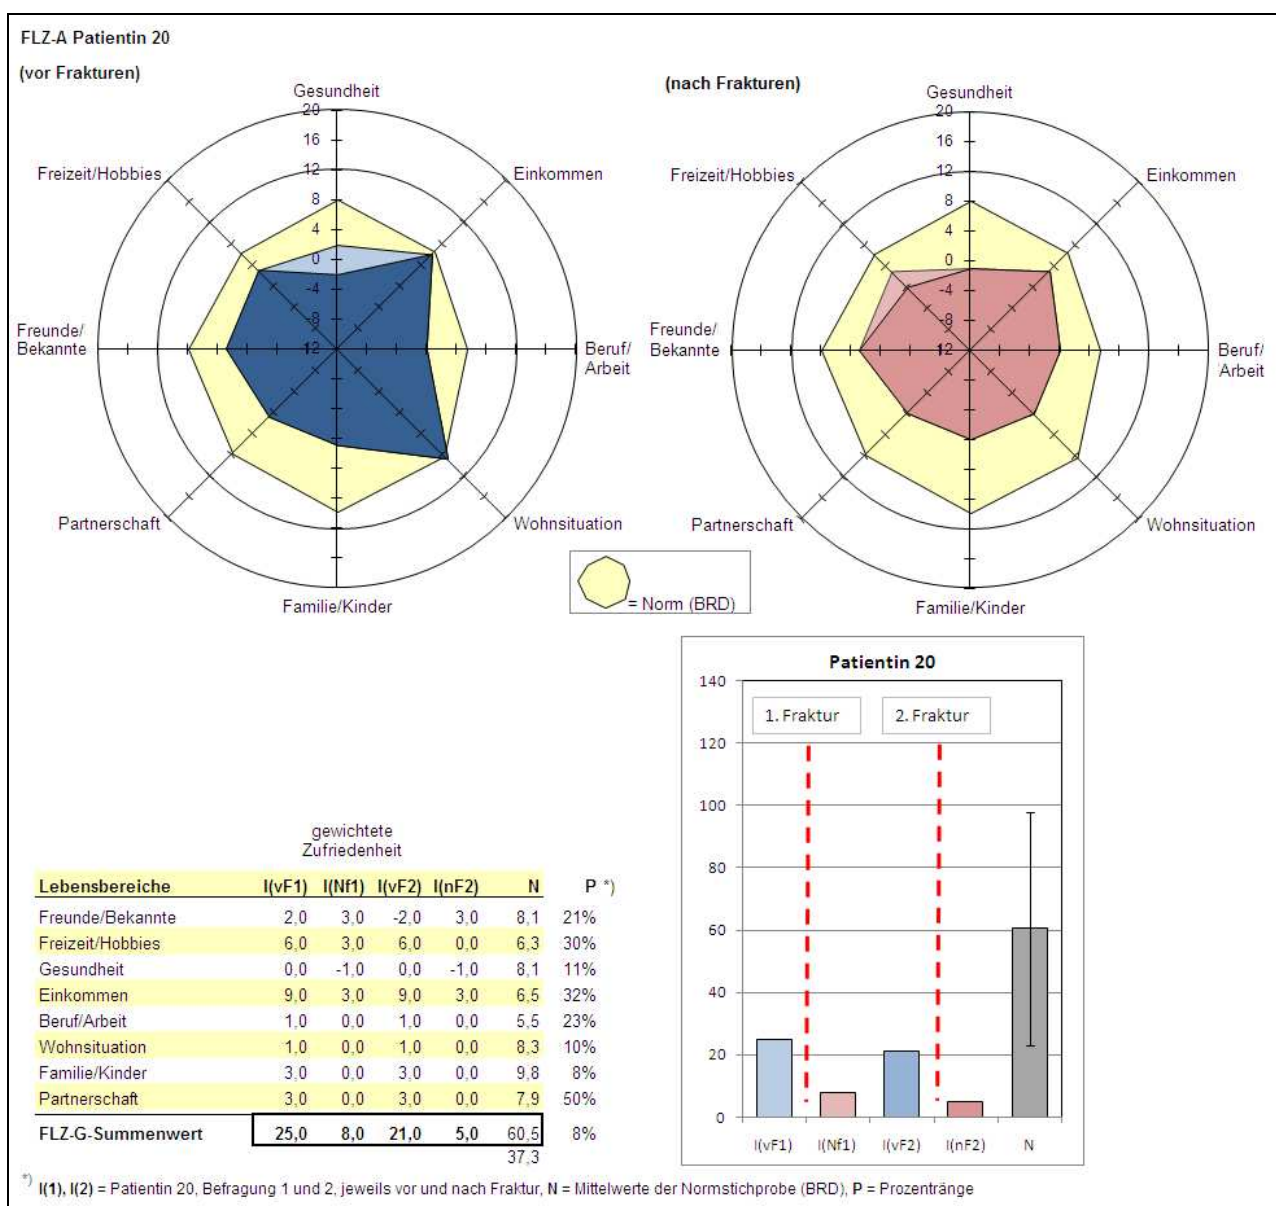 FLZ-A Patientin 20
(vor Frakturen)
Gesundheit
20
16
12
8
4
0
-4
-8
-12
Freizeit/Hobbies
Einkommen
Freunde/
Bekannte
Beruf/
Arbeit
Partnerschaft
Wohnsituation
Familie/Kinder
(nach Frakturen)
Gesundheit
20
16
12
8
4
0
-4
-8
12
Freizeit/Hobbies
Einkommen
Freunde/
Bekannte
Beruf/
Arbeit
Partnerschaft
Wohnsituation
Familie/Kinder
= Norm (BRD)
Patientin 20
140
120
100
80
60
40
20
0
1. Fraktur 2. Fraktur
I(vF1) I(Nf1) I(vF2) I(nF2) N
gewichtete
Zufriedenheit
Lebensbereiche I(vF1) I(Nf1) I(vF2) I(nF2) N P *)
Freunde/Bekannte 2,0 3,0 -2,0 3,0 8,1 21%
Freizeit/Hobbies 6,0 3,0 6,0 0,0 6,3 30%
Gesundheit 0,0 -1,0 0,0 -1,0 8,1 11%
Einkommen 9,0 3,0 9,0 3,0 6,5 32%
Beruf/Arbeit 1,0 0,0 1,0 0,0 5,5 23%
Wohnsituation 1,0 0,0 1,0 0,0 8,3 10%
Familie/Kinder 3,0 0,0 3,0 0,0 9,8 8%
Partnerschaft 3,0 0,0 3,0 0,0 7,9 50%
FLZ-G-Summenwert 25,0 8,0 21,0 5,0 60,5 8%
37,3
*) I(1), I(2) = Patientin 20, Befragung 1 und 2, jeweils vor und nach Fraktur, N = Mittelwerte der Normstichprobe (BRD), P = Prozentränge